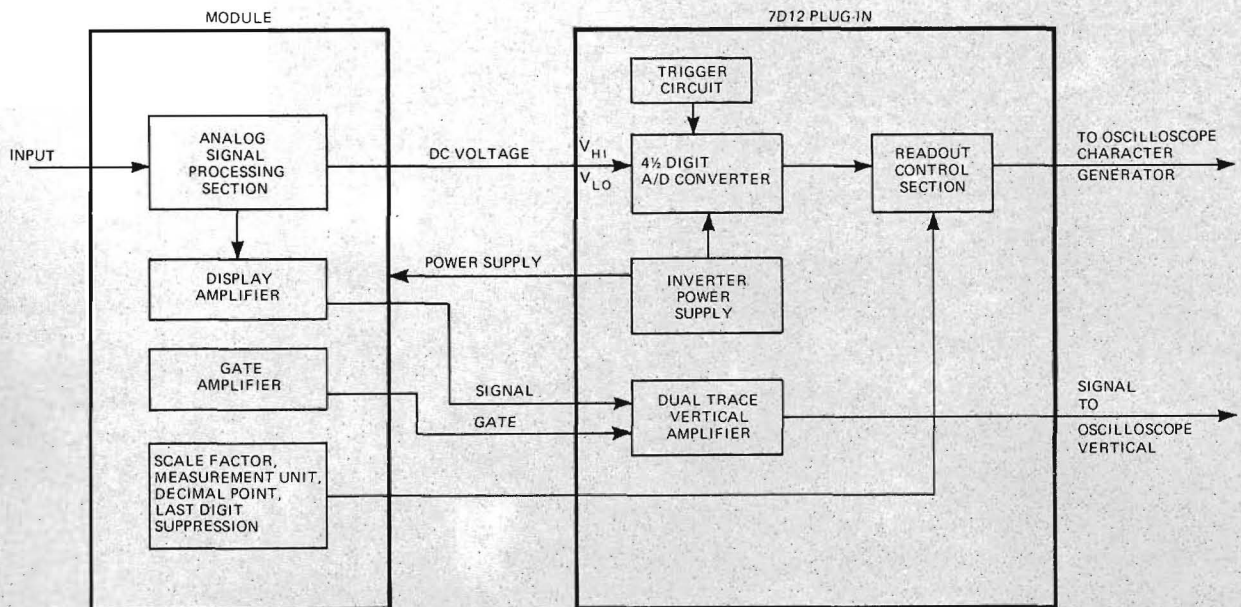 MODULE
7D12 PLUG-IN
INPUT
ANALOG
SIGNAL
PROCESSING
SECTION
DISPLAY
AMPLIFIER
GATE
AMPLIFIER
SCALE FACTOR,
MEASUREMENT UNIT,
DECIMAL POINT,
LAST DIGIT
SUPPRESSION
DC VOLTAGE
POWER SUPPLY
SIGNAL
GATE
VHI
VLO
TRIGGER
CIRCUIT
4½ DIGIT
A/D CONVERTER
INVERTER
POWER
SUPPLY
DUAL TRACE
VERTICAL
AMPLIFIER
READOUT
CONTROL
SECTION
TO OSCILLOSCOPE
CHARACTER
GENERATOR
SIGNAL
TO
OSCILLOSCOPE
VERTICAL